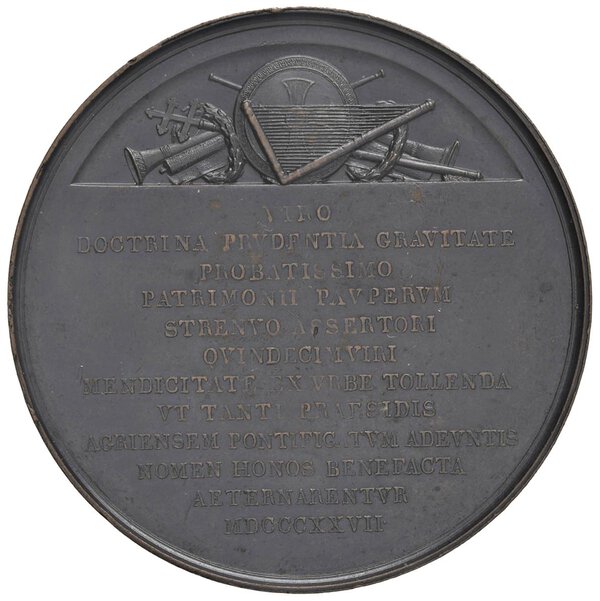 VIRO
DOCTRINA PRVDENTIA GRAVITATE
PROBATISSIMO
PATRIMONII PAVPERVM
STRENVO ASSERTORI
QVINDECIMVIRI
MENDICITATE EX VRBE TOLLENDA
VT TANTI PRAESIDIS
AGRIENSEM PONTIFICATVM ADEVNTIS
NOMEN HONOS BENEFACTA
AETERNARENTVR
MDCCCXXVII